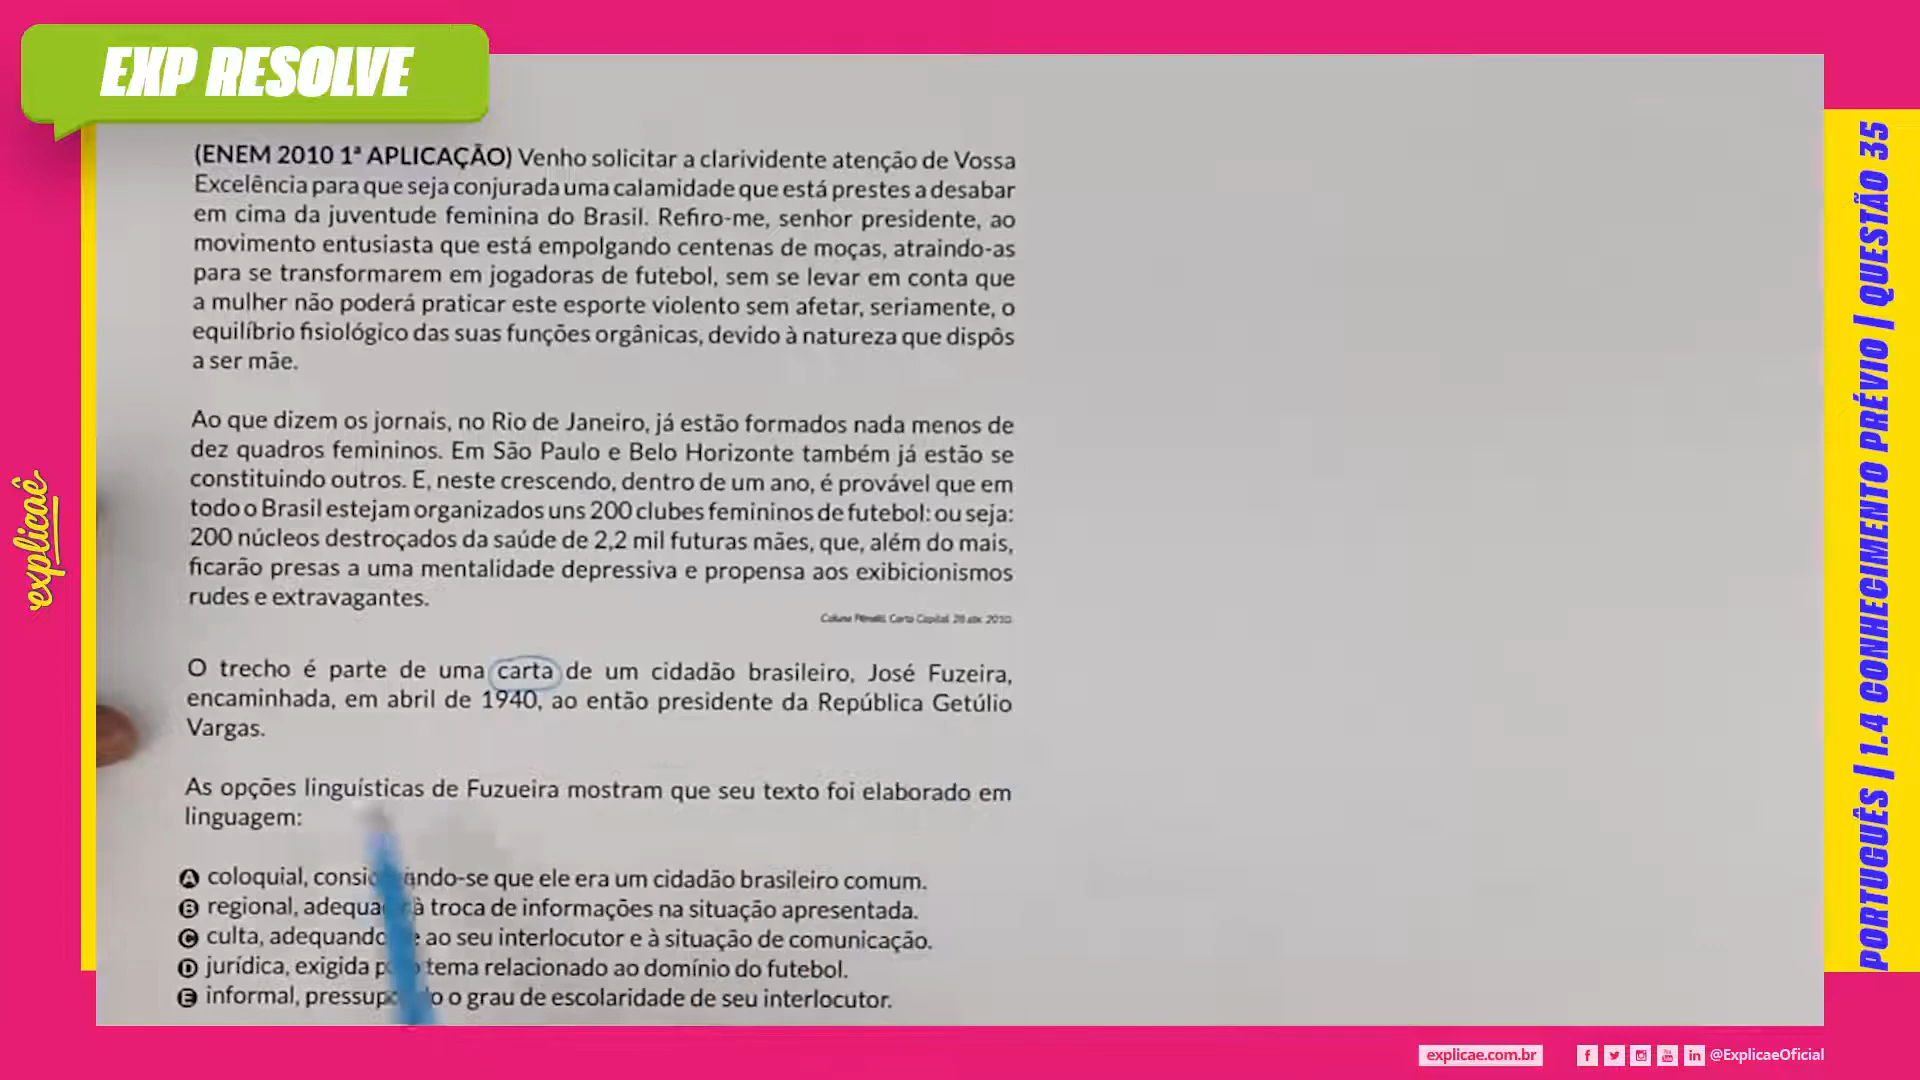 EXP RESOLVE
(ENEM 2010 1ª APLICAÇÃO) Venho solicitar a clarividente atenção de Vossa
Excelência para que seja conjurada uma calamidade que está prestes a desabar
em cima da juventude feminina do Brasil. Refiro-me, senhor presidente, ao
movimento entusiasta que está empolgando centenas de moças, atraindo-as
para se transformarem em jogadoras de futebol, sem se levar em conta que
a mulher não poderá praticar este esporte violento sem afetar, seriamente, o
equilíbrio fisiológico das suas funções orgânicas, devido à natureza que dispôs
a ser mãe.
Ao que dizem os jornais, no Rio de Janeiro, já estão formados nada menos de
dez quadros femininos. Em São Paulo e Belo Horizonte também já estão se
constituindo outros. E, neste crescendo, dentro de um ano, é provável que em
todo o Brasil estejam organizados uns 200 clubes femininos de futebol: ou seja:
200 núcleos destroçados da saúde de 2,2 mil futuras mães, que, além do mais,
ficarão presas a uma mentalidade depressiva e propensa aos exibicionismos
rudes e extravagantes.
Coluna Pênalti. Carta Capital. 28 abr. 2010.
O trecho é parte de uma carta de um cidadão brasileiro, José Fuzeira,
encaminhada, em abril de 1940, ao então presidente da República Getúlio
Vargas.
As opções linguísticas de Fuzueira mostram que seu texto foi elaborado em
linguagem:
A coloquial, ando-se que ele era um cidadão brasileiro comum.
B regional, à troca de informações na situação apresentada.
C culta, ao seu interlocutor e à situação de comunicação.
D jurídica, exigida tema relacionado ao domínio do futebol.
E informal, o grau de escolaridade de seu interlocutor.
explicaê
PORTUGUÊS | 1.4 CONHECIMENTO PRÉVIO | QUESTÃO 35
explicae.com.br
@ExplicaeOficial